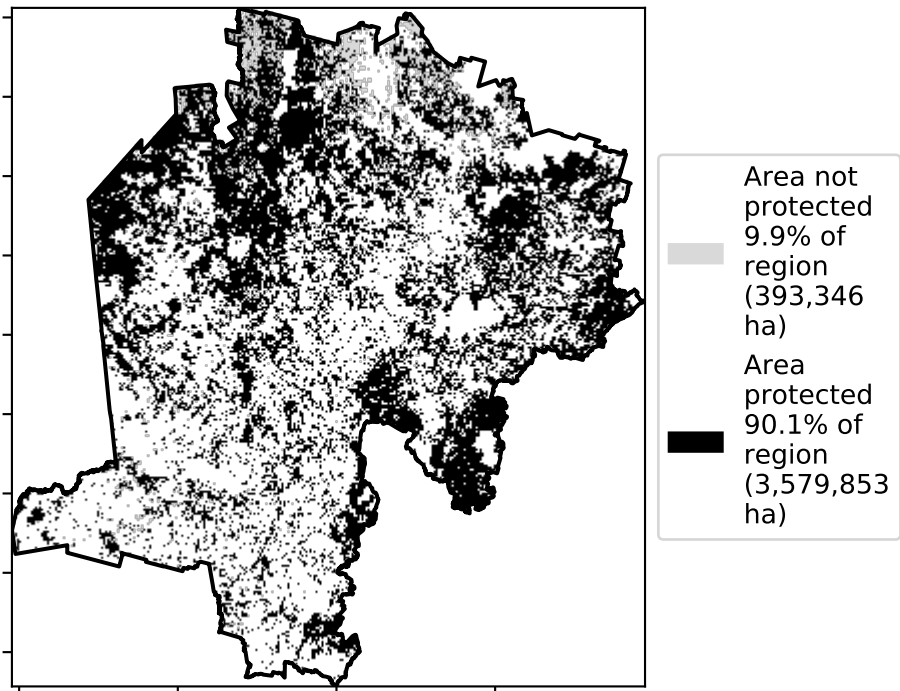 Area not
protected
9.9% of
region
(393,346
ha)
Area
protected
90.1% of
region
(3,579,853
ha)